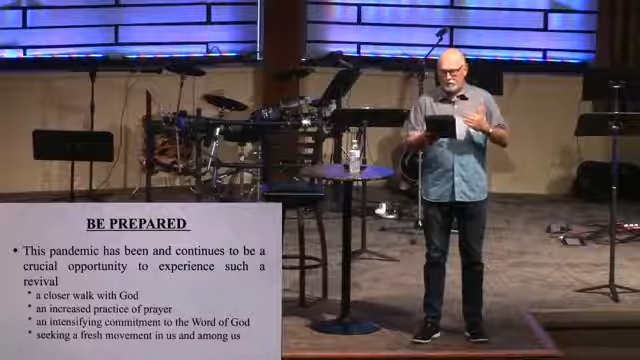 BE PREPARED
• This pandemic has been and continues to be a
crucial opportunity to experience such a
revival
* a closer walk with God
* an increased practice of prayer
* an intensifying commitment to the Word of God
* seeking a fresh movement in us and among us